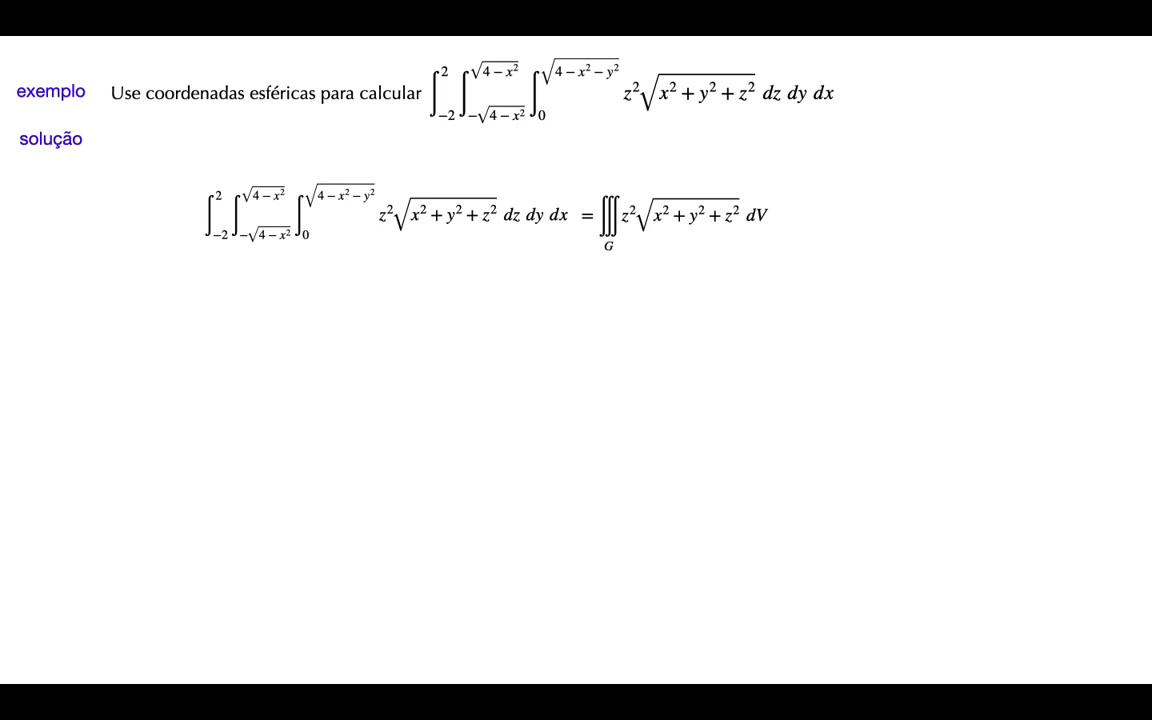 exemplo Use coordenadas esféricas para calcular ∫_{-2}^{2} ∫_{-√(4−x²)}^{√(4−x²)} ∫_{0}^{√(4−x²−y²)} z²√(x²+y²+z²) dz dy dx
solução
∫_{-2}^{2} ∫_{-√(4−x²)}^{√(4−x²)} ∫_{0}^{√(4−x²−y²)} z²√(x²+y²+z²) dz dy dx = ∭_G z²√(x²+y²+z²) dV